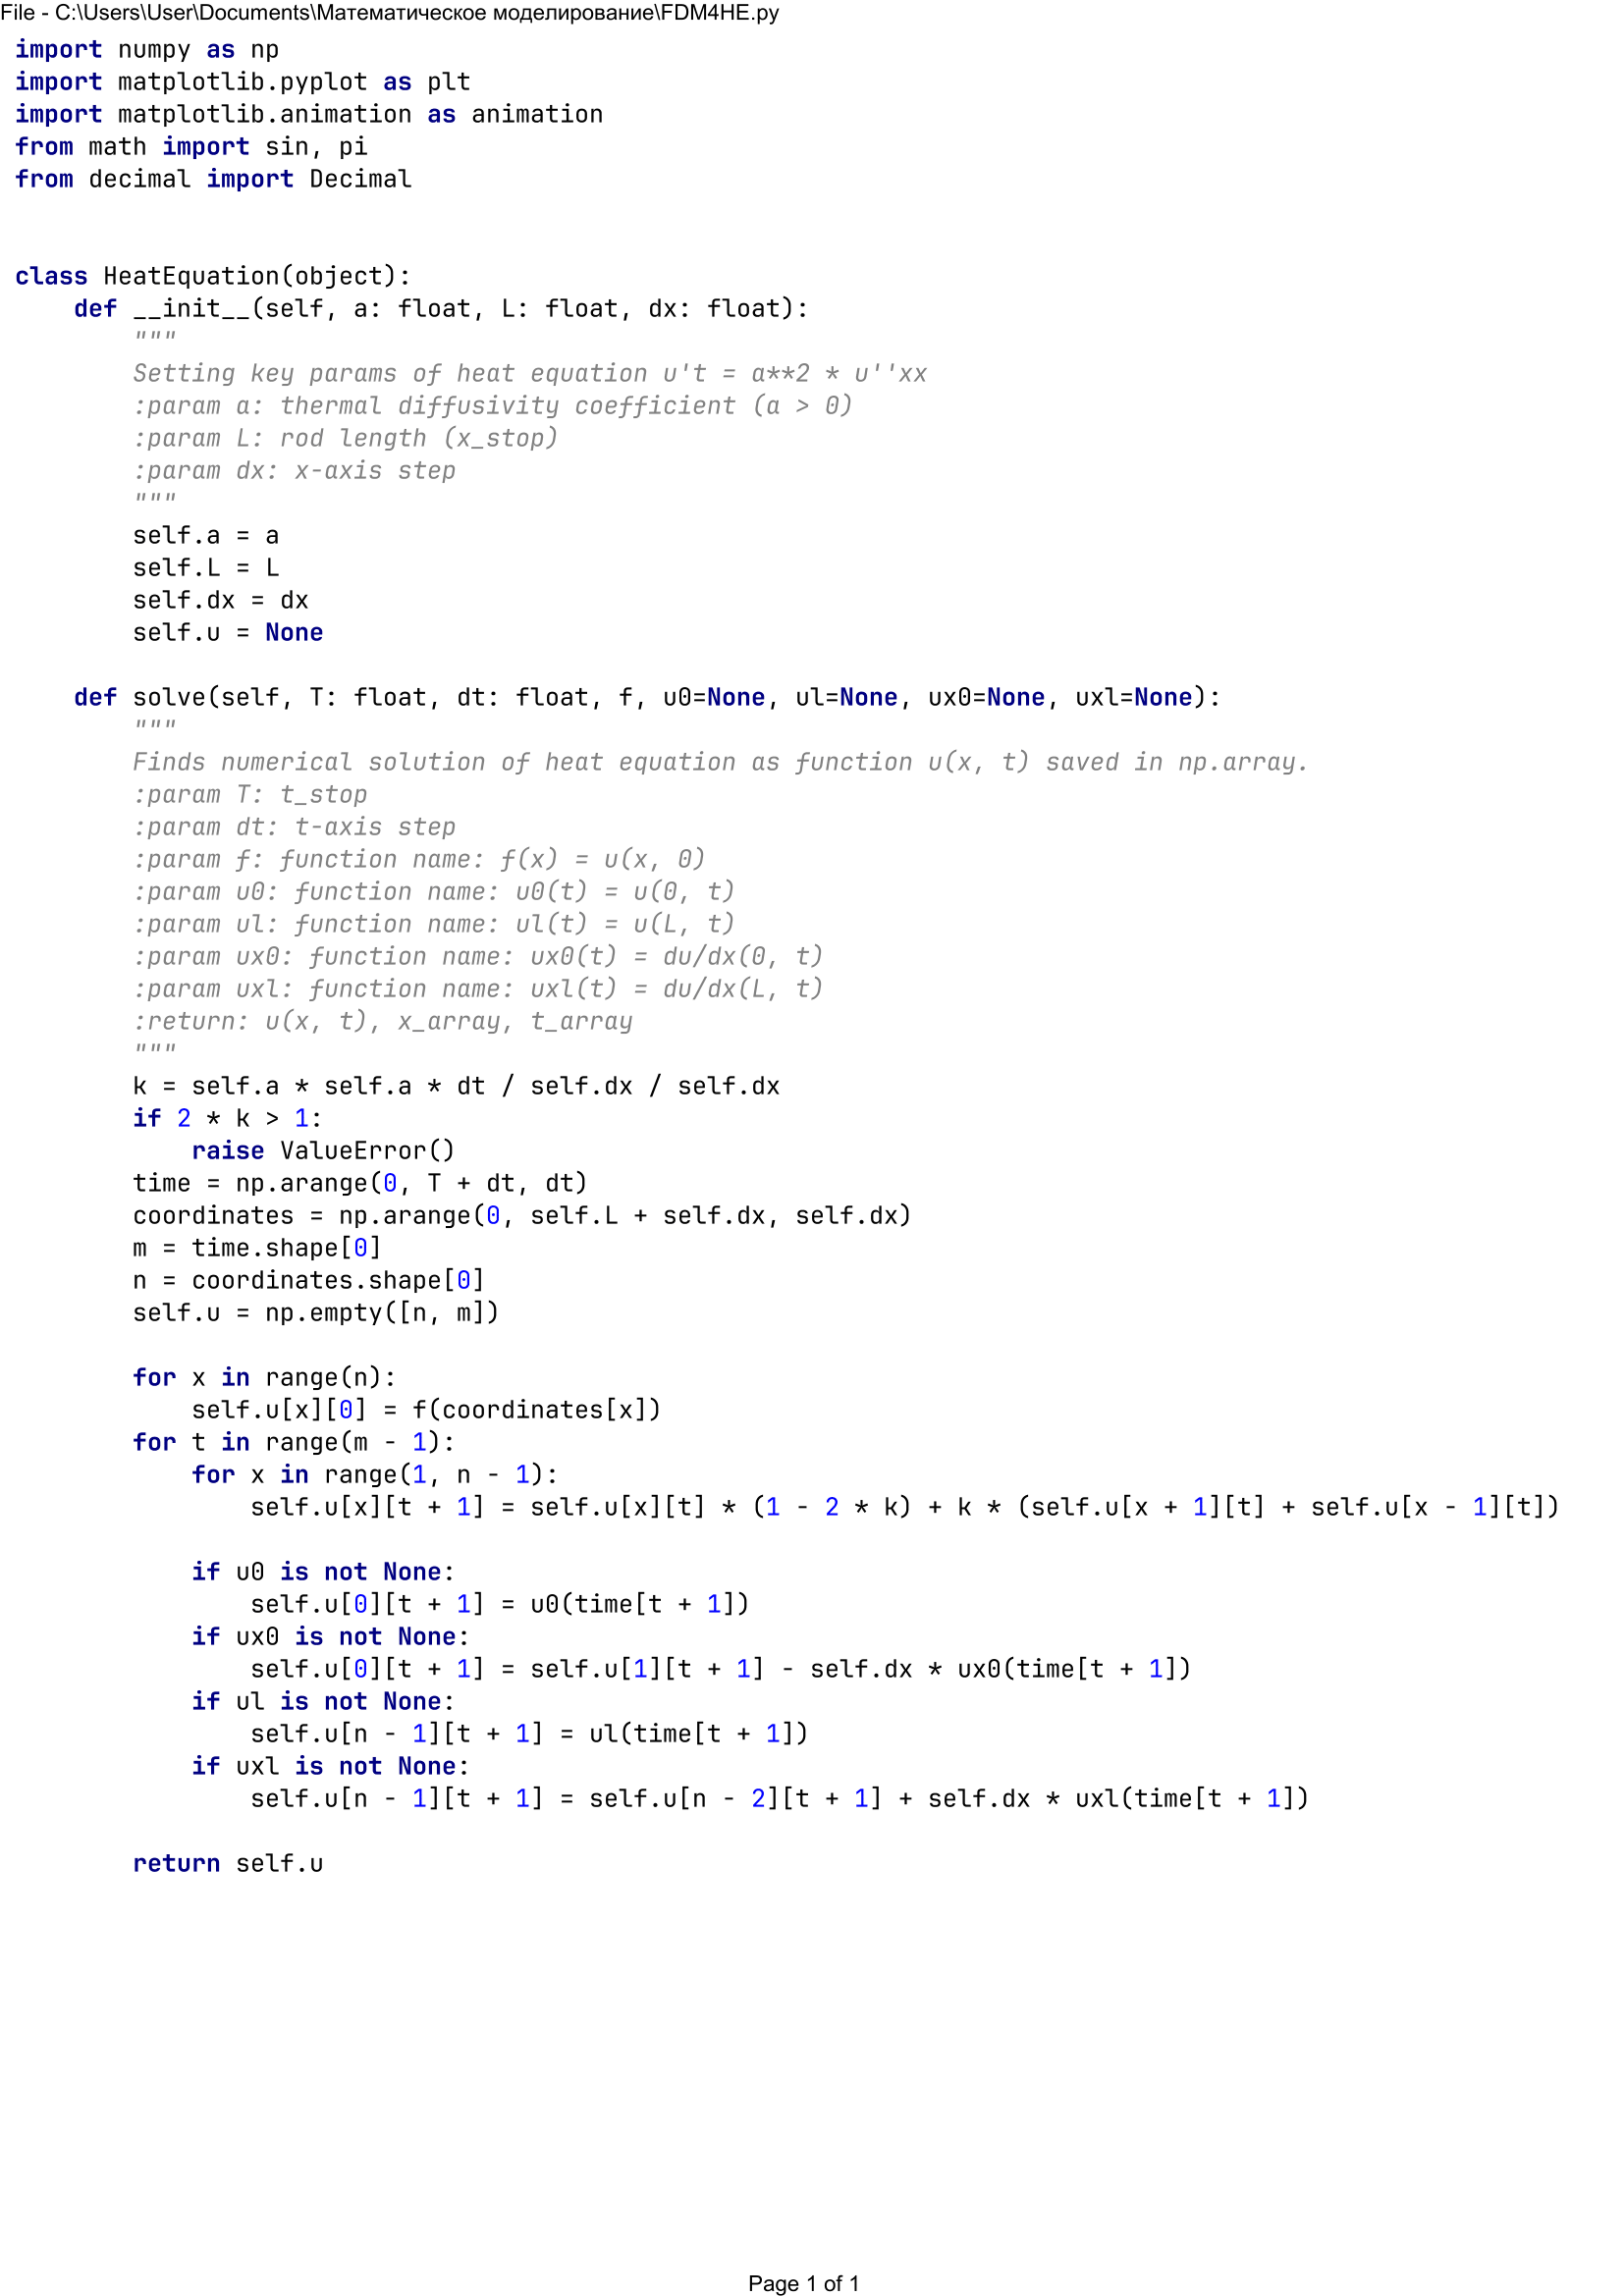 File - C:\Users\User\Documents\Математическое моделирование\FDM4HE.py
import numpy as np
import matplotlib.pyplot as plt
import matplotlib.animation as animation
from math import sin, pi
from decimal import Decimal
class HeatEquation(object):
    def __init__(self, a: float, L: float, dx: float):
        """
        Setting key params of heat equation u't = a**2 * u''xx
        :param a: thermal diffusivity coefficient (a > 0)
        :param L: rod length (x_stop)
        :param dx: x-axis step
        """
        self.a = a
        self.L = L
        self.dx = dx
        self.u = None
    def solve(self, T: float, dt: float, f, u0=None, ul=None, ux0=None, uxl=None):
        """
        Finds numerical solution of heat equation as function u(x, t) saved in np.array.
        :param T: t_stop
        :param dt: t-axis step
        :param f: function name: f(x) = u(x, 0)
        :param u0: function name: u0(t) = u(0, t)
        :param ul: function name: ul(t) = u(L, t)
        :param ux0: function name: ux0(t) = du/dx(0, t)
        :param uxl: function name: uxl(t) = du/dx(L, t)
        :return: u(x, t), x_array, t_array
        """
        k = self.a * self.a * dt / self.dx / self.dx
        if 2 * k > 1:
            raise ValueError()
        time = np.arange(0, T + dt, dt)
        coordinates = np.arange(0, self.L + self.dx, self.dx)
        m = time.shape[0]
        n = coordinates.shape[0]
        self.u = np.empty([n, m])
        for x in range(n):
            self.u[x][0] = f(coordinates[x])
        for t in range(m - 1):
            for x in range(1, n - 1):
                self.u[x][t + 1] = self.u[x][t] * (1 - 2 * k) + k * (self.u[x + 1][t] + self.u[x - 1][t])
            if u0 is not None:
                self.u[0][t + 1] = u0(time[t + 1])
            if ux0 is not None:
                self.u[0][t + 1] = self.u[1][t + 1] - self.dx * ux0(time[t + 1])
            if ul is not None:
                self.u[n - 1][t + 1] = ul(time[t + 1])
            if uxl is not None:
                self.u[n - 1][t + 1] = self.u[n - 2][t + 1] + self.dx * uxl(time[t + 1])
        return self.u
Page 1 of 1